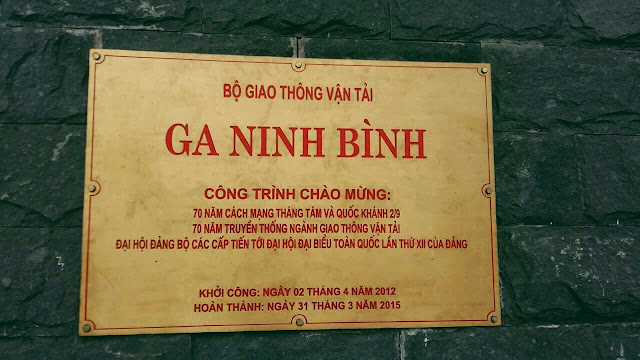 BỘ GIAO THÔNG VẬN TẢI
GA NINH BÌNH
CÔNG TRÌNH CHÀO MỪNG:
70 NĂM CÁCH MẠNG THÁNG TÁM VÀ QUỐC KHÁNH 2/9
70 NĂM TRUYỀN THỐNG NGÀNH GIAO THÔNG VẬN TẢI
ĐẠI HỘI ĐẢNG BỘ CÁC CẤP TIẾN TỚI ĐẠI HỘI ĐẠI BIỂU TOÀN QUỐC LẦN THỨ XII CỦA ĐẢNG
KHỞI CÔNG: NGÀY 02 THÁNG 4 NĂM 2012
HOÀN THÀNH: NGÀY 31 THÁNG 3 NĂM 2015